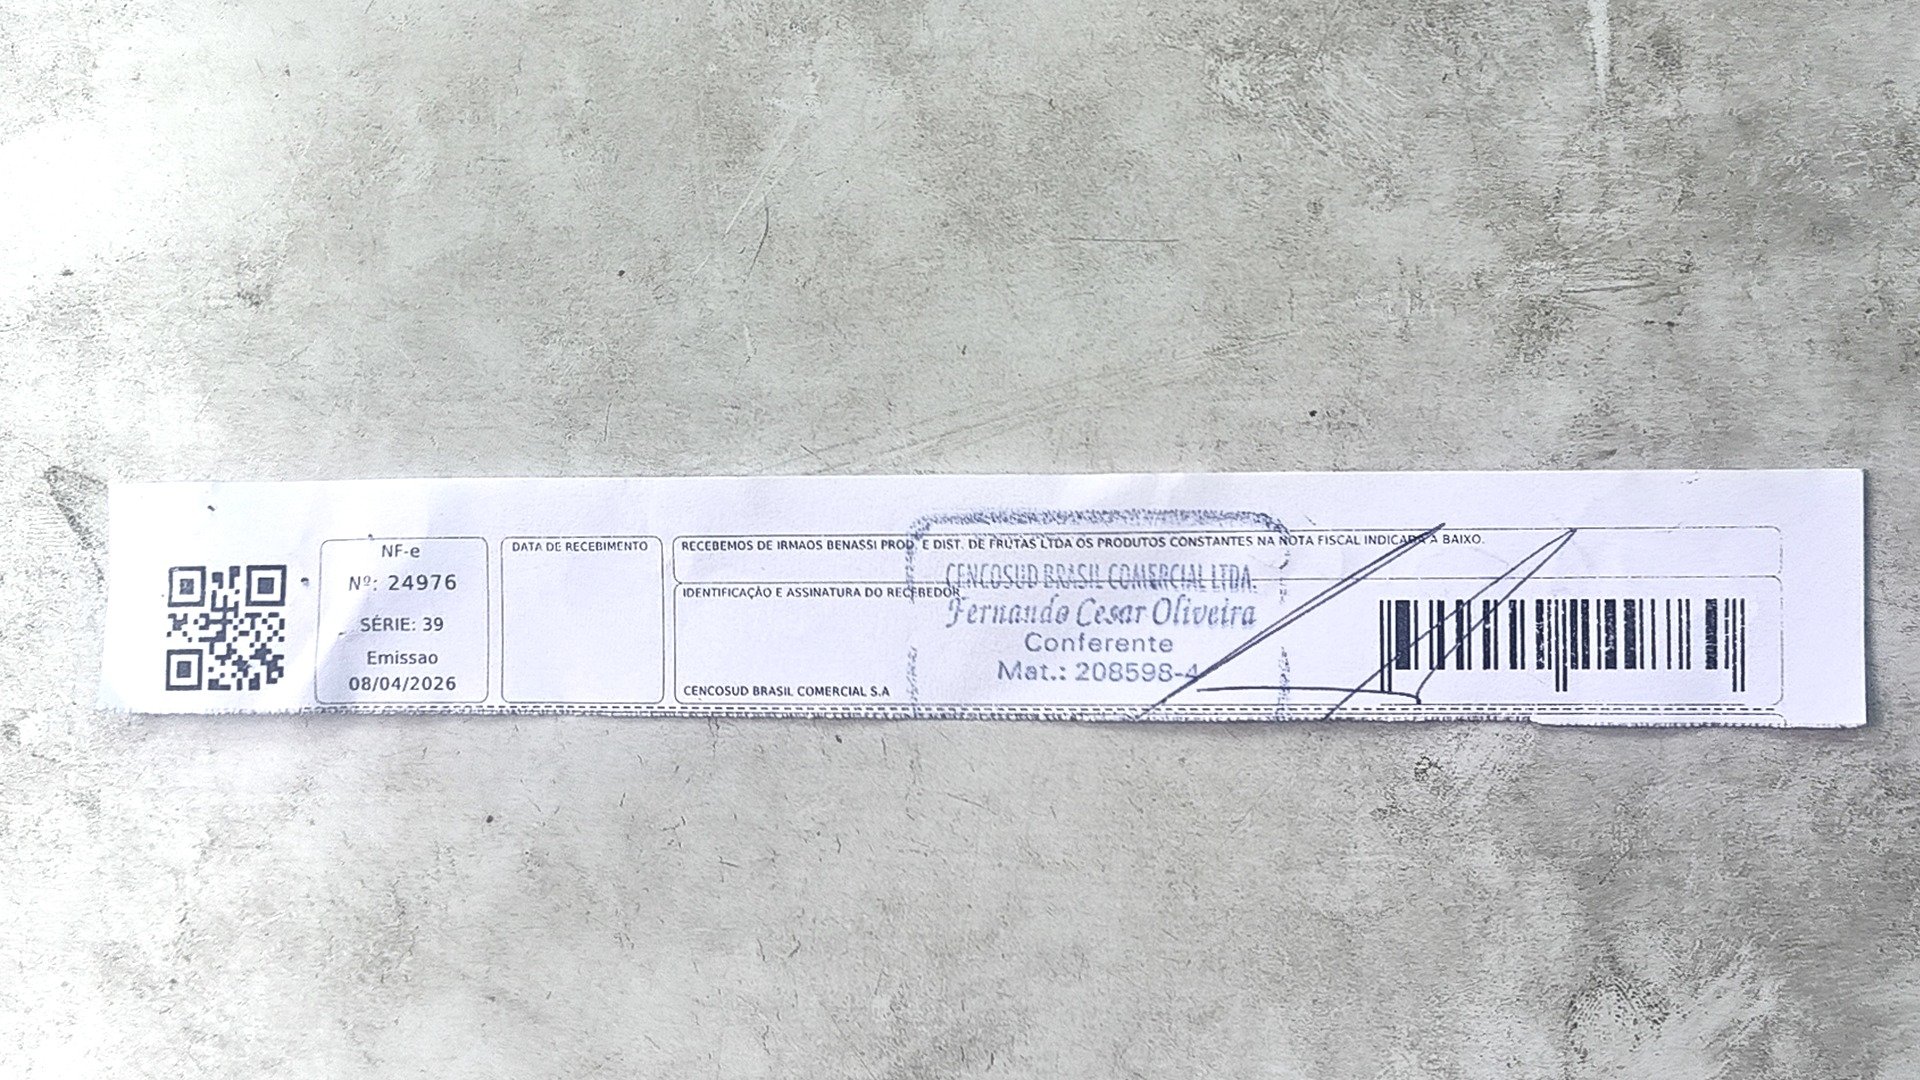 NF-e
Nº: 24976
SÉRIE: 39
Emissao
08/04/2026
DATA DE RECEBIMENTO
RECEBEMOS DE IRMAOS BENASSI PROD. E DIST. DE FRUTAS LTDA OS PRODUTOS CONSTANTES NA NOTA FISCAL INDICADA A BAIXO.
IDENTIFICAÇÃO E ASSINATURA DO RECEBEDOR
CENCOSUD BRASIL COMERCIAL LTDA.
Fernando Cesar Oliveira
Conferente
Mat.: 208598-4
CENCOSUD BRASIL COMERCIAL S.A